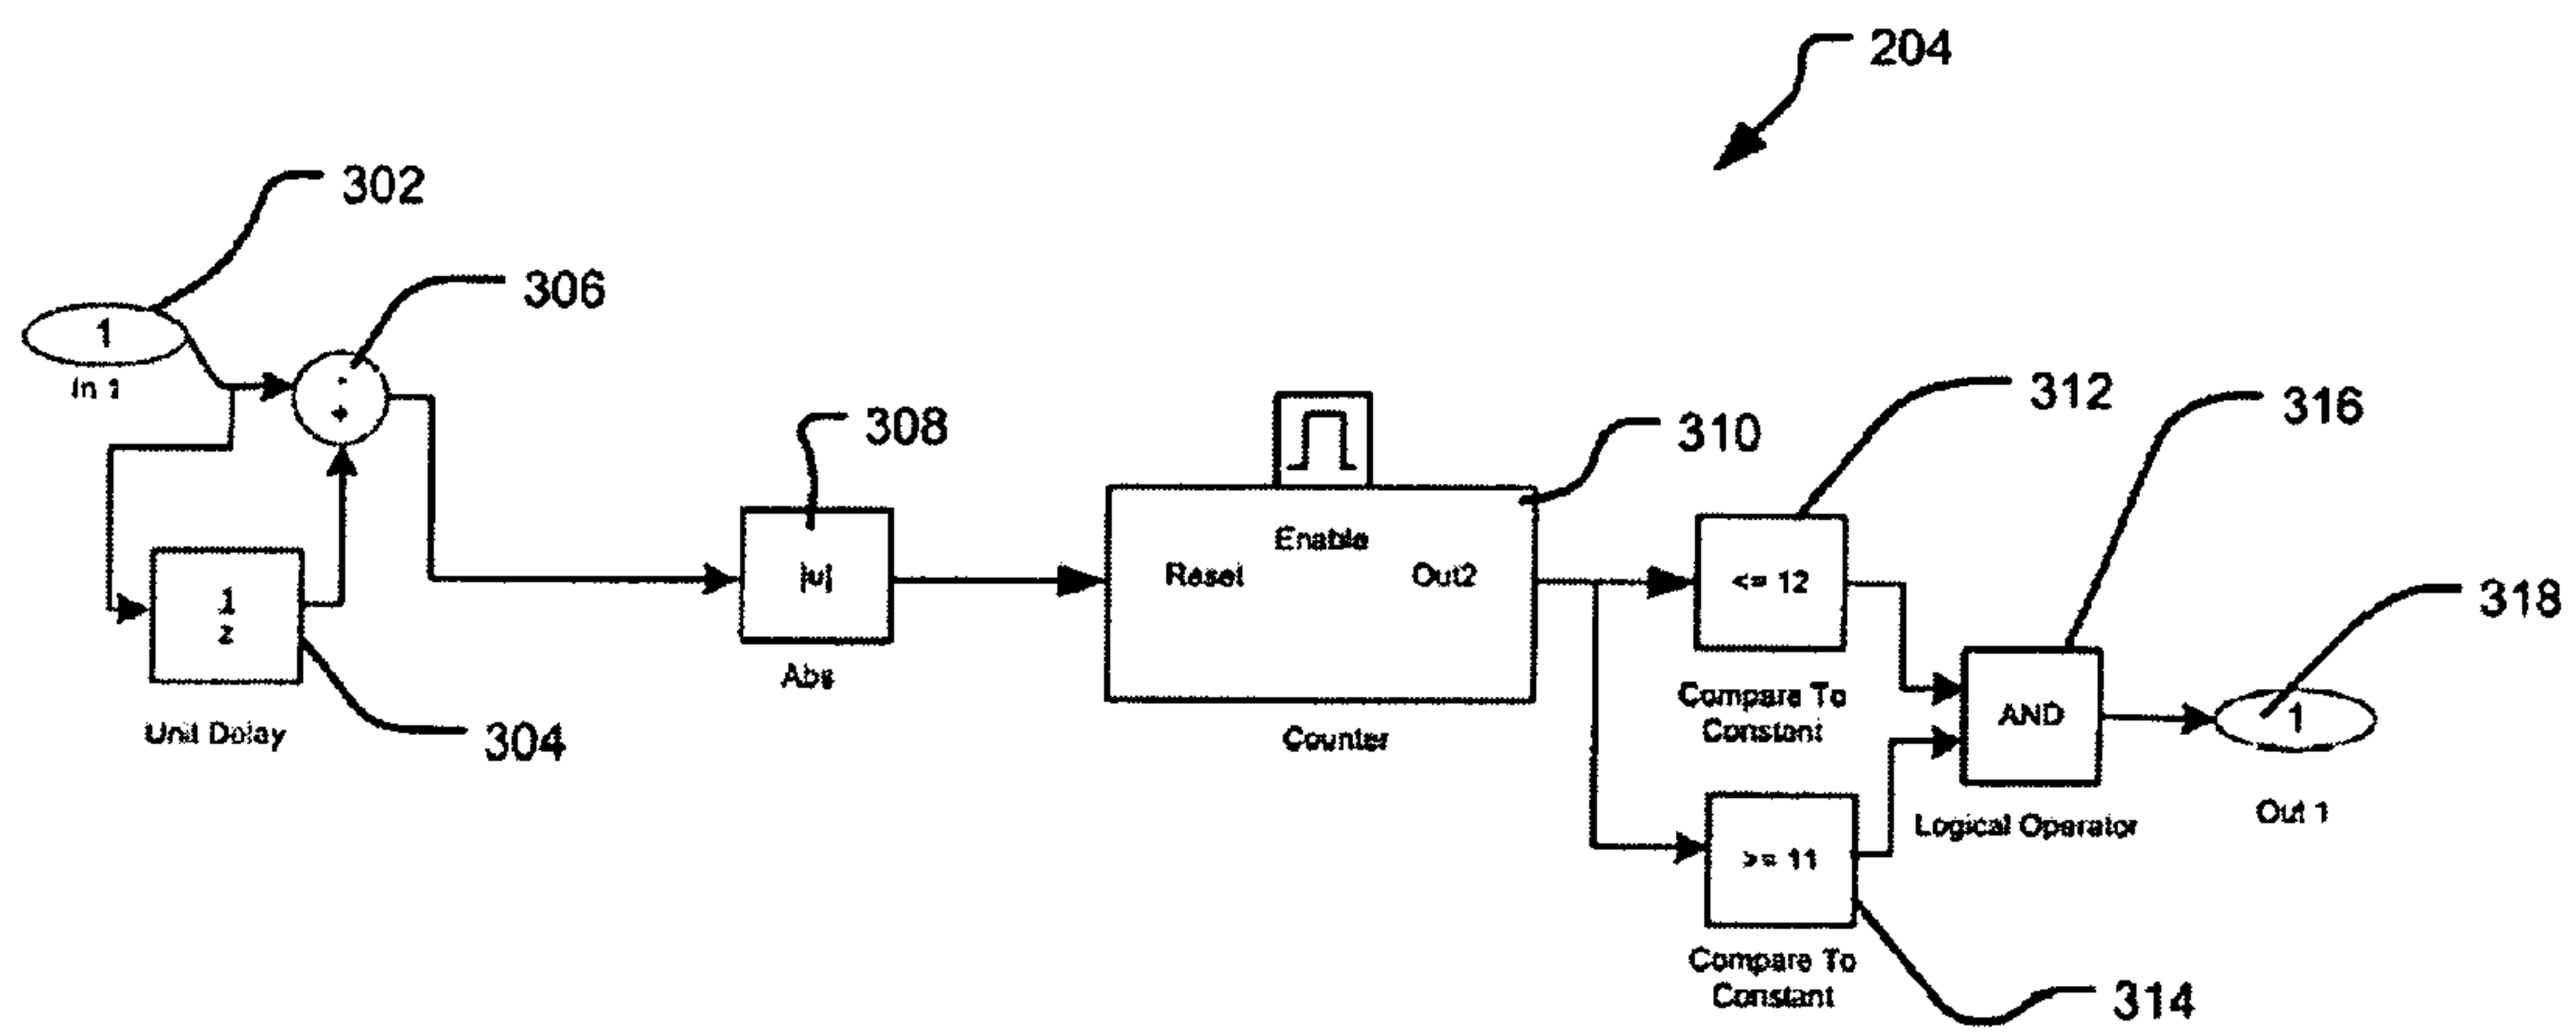 204
302
306
1
In 1
308
310
312
316
Enable
Reset
Out2
<= 12
|u|
1
z
318
Abs
Compare To
Constant
AND
1
Unit Delay
304
Counter
>= 11
Logical Operator
Out 1
Compare To
Constant
314
- 
+